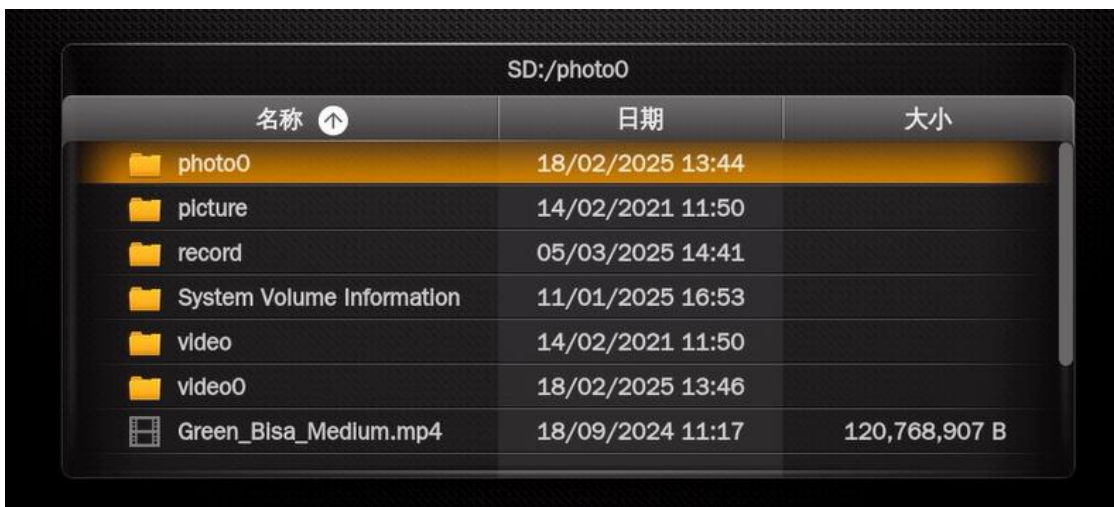 SD:/photo0
名称 日期 大小
photo0 18/02/2025 13:44
picture 14/02/2021 11:50
record 05/03/2025 14:41
System Volume Information 11/01/2025 16:53
video 14/02/2021 11:50
video0 18/02/2025 13:46
Green_Bisa_Medium.mp4 18/09/2024 11:17 120,768,907 B